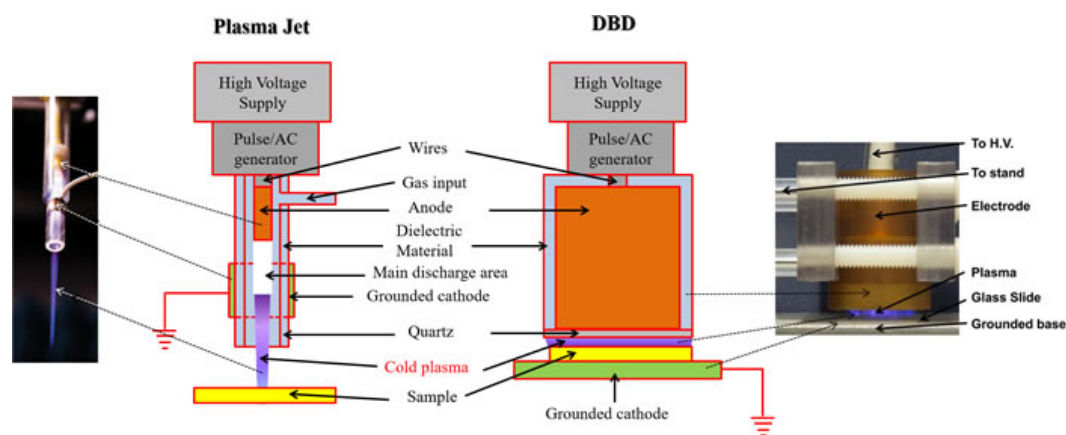 Plasma Jet
DBD
High Voltage
Supply
High Voltage
Supply
Pulse/AC
generator
Pulse/AC
generator
Wires
Gas input
Anode
Dielectric
Material
Main discharge area
Grounded cathode
Quartz
Cold plasma
Sample
Grounded cathode
To H.V.
To stand
Electrode
Plasma
Glass Slide
Grounded base